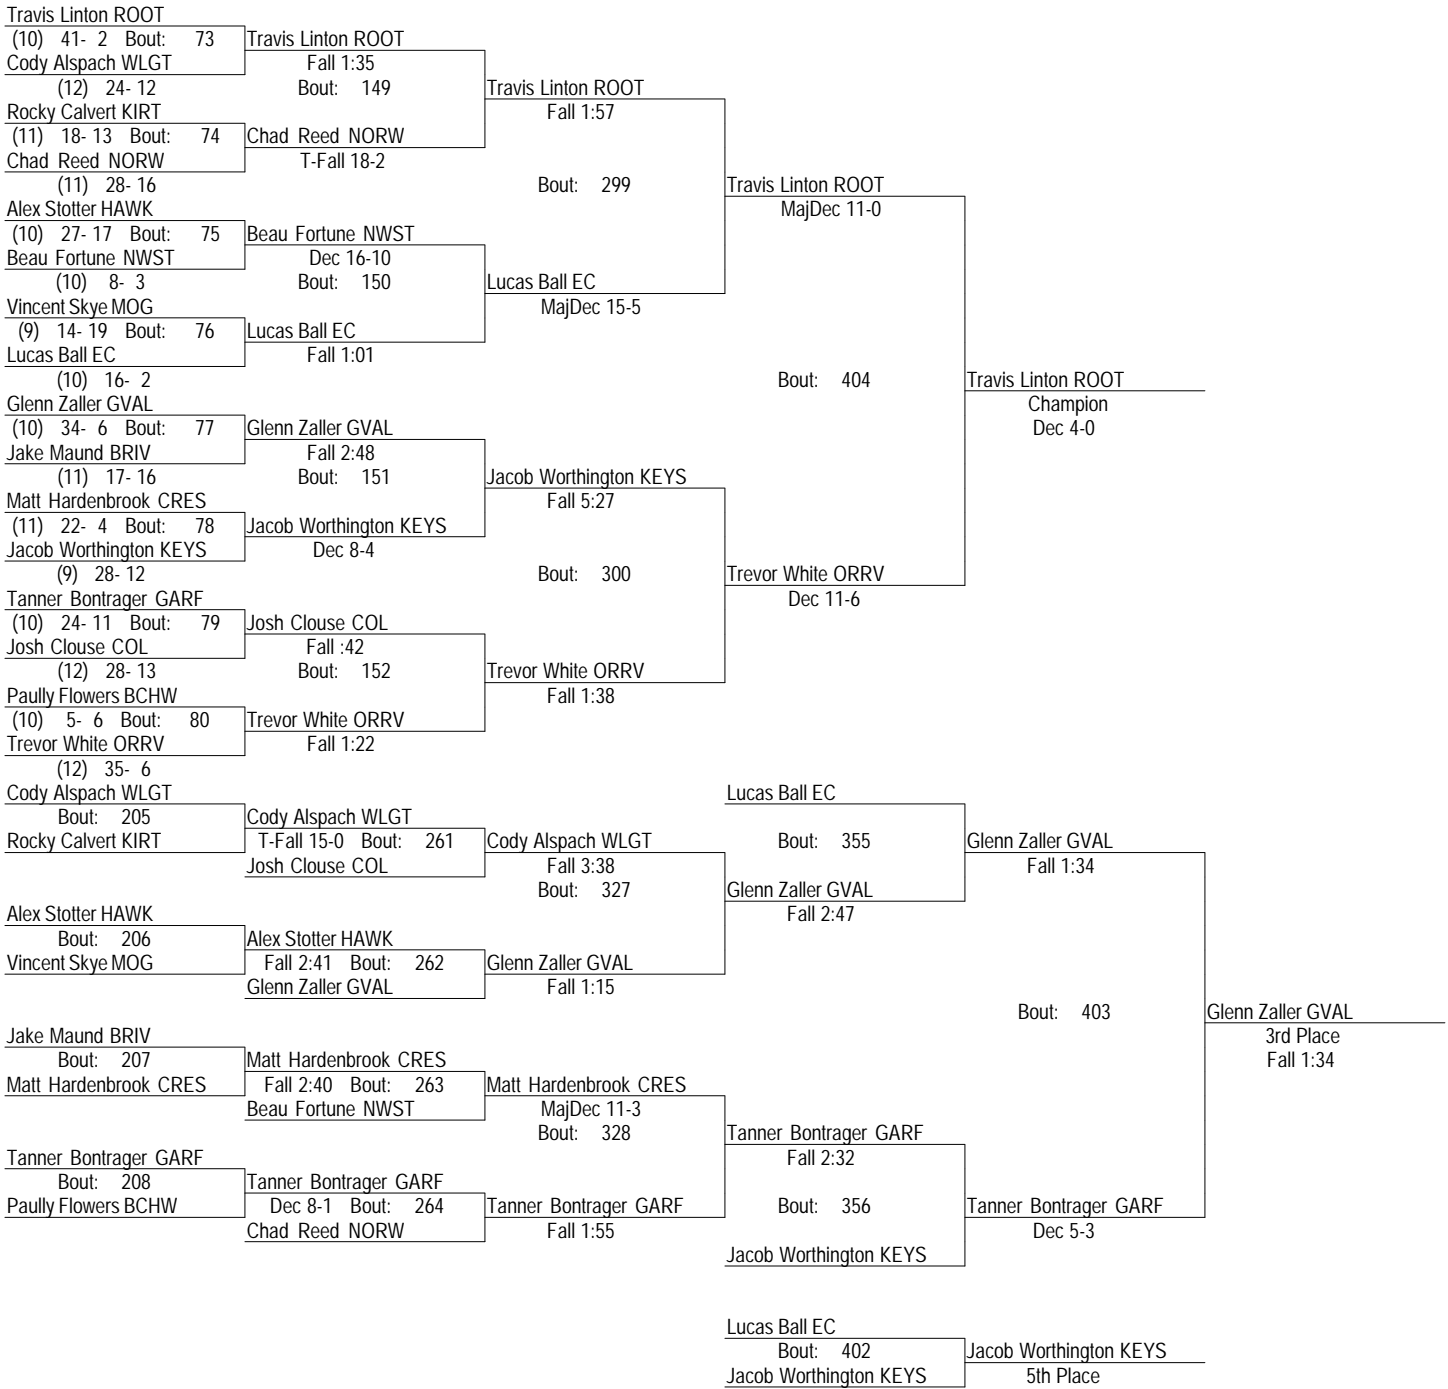 Travis Linton ROOT
(10) 41- 2 Bout: 73 Travis Linton ROOT
Cody Alspach WLGT Fall 1:35
(12) 24- 12 Bout: 149 Travis Linton ROOT
Rocky Calvert KIRT Fall 1:57
(11) 18- 13 Bout: 74 Chad Reed NORW
Chad Reed NORW T-Fall 18-2
(11) 28- 16 Bout: 299 Travis Linton ROOT
Alex Stotter HAWK MajDec 11-0
(10) 27- 17 Bout: 75 Beau Fortune NWST
Beau Fortune NWST Dec 16-10
(10) 8- 3 Bout: 150 Lucas Ball EC
Vincent Skye MOG MajDec 15-5
(9) 14- 19 Bout: 76 Lucas Ball EC
Lucas Ball EC Fall 1:01
(10) 16- 2 Bout: 404 Travis Linton ROOT
Glenn Zaller GVAL Champion
(10) 34- 6 Bout: 77 Glenn Zaller GVAL Dec 4-0
Jake Maund BRIV Fall 2:48
(11) 17- 16 Bout: 151 Jacob Worthington KEYS
Matt Hardenbrook CRES Fall 5:27
(11) 22- 4 Bout: 78 Jacob Worthington KEYS
Jacob Worthington KEYS Dec 8-4
(9) 28- 12 Bout: 300 Trevor White ORRV
Tanner Bontrager GARF Dec 11-6
(10) 24- 11 Bout: 79 Josh Clouse COL
Josh Clouse COL Fall :42
(12) 28- 13 Bout: 152 Trevor White ORRV
Paully Flowers BCHW Fall 1:38
(10) 5- 6 Bout: 80 Trevor White ORRV
Trevor White ORRV Fall 1:22
(12) 35- 6
Cody Alspach WLGT Lucas Ball EC
Bout: 205 Cody Alspach WLGT
Rocky Calvert KIRT T-Fall 15-0 Bout: 261 Cody Alspach WLGT Bout: 355 Glenn Zaller GVAL
Josh Clouse COL Fall 3:38 Fall 1:34
Bout: 327 Glenn Zaller GVAL
Alex Stotter HAWK Fall 2:47
Bout: 206 Alex Stotter HAWK
Vincent Skye MOG Fall 2:41 Bout: 262 Glenn Zaller GVAL
Glenn Zaller GVAL Fall 1:15
Bout: 403 Glenn Zaller GVAL
Jake Maund BRIV 3rd Place
Bout: 207 Matt Hardenbrook CRES Fall 1:34
Matt Hardenbrook CRES Fall 2:40 Bout: 263 Matt Hardenbrook CRES
Beau Fortune NWST MajDec 11-3
Bout: 328 Tanner Bontrager GARF
Tanner Bontrager GARF Fall 2:32
Bout: 208 Tanner Bontrager GARF
Paully Flowers BCHW Dec 8-1 Bout: 264 Tanner Bontrager GARF Bout: 356 Tanner Bontrager GARF
Chad Reed NORW Fall 1:55 Dec 5-3
Jacob Worthington KEYS
Lucas Ball EC
Bout: 402 Jacob Worthington KEYS
Jacob Worthington KEYS 5th Place